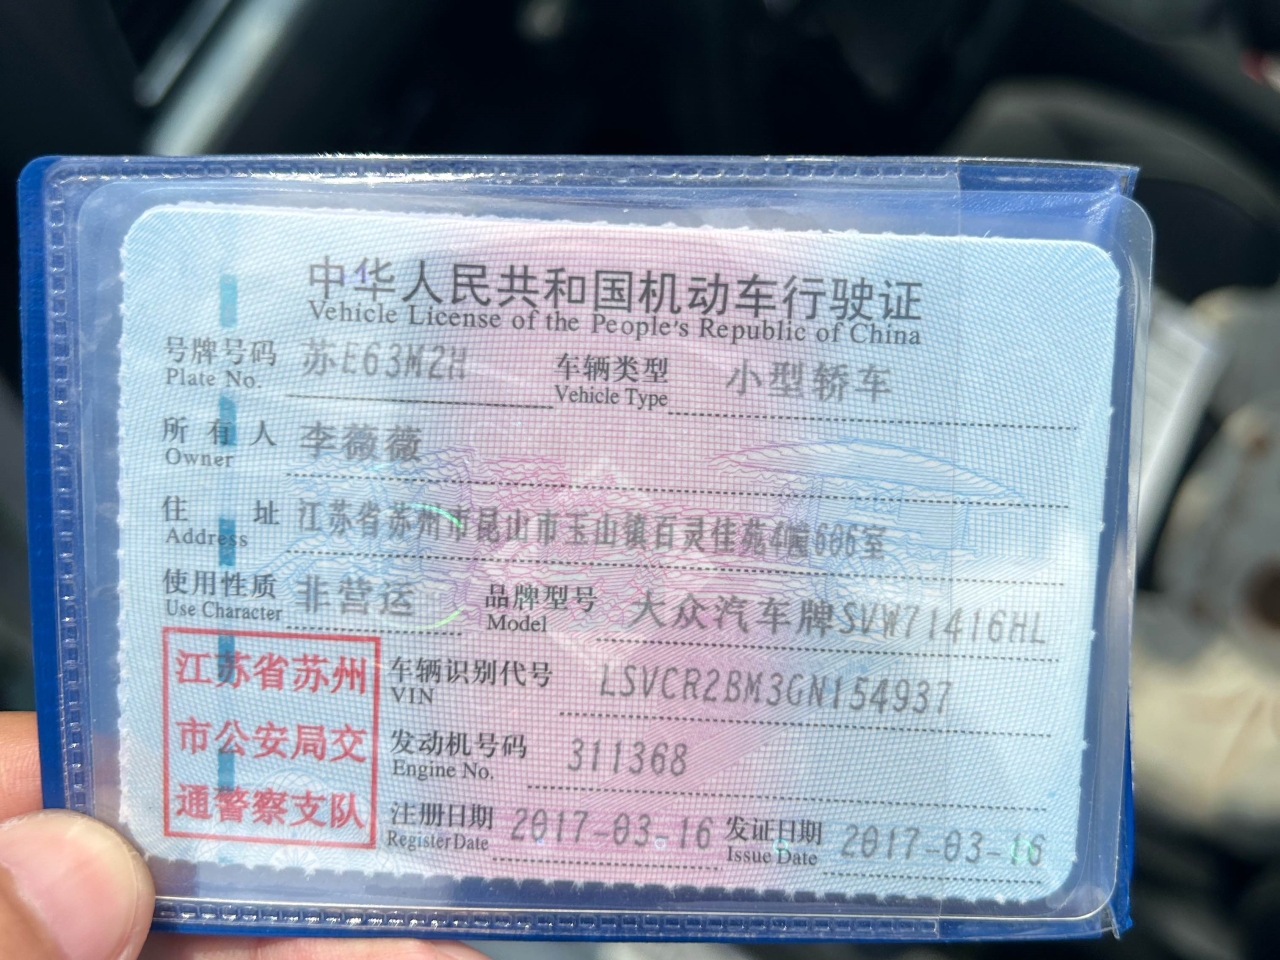 中华人民共和国机动车行驶证
Vehicle License of the People's Republic of China
号牌号码 苏E63M2H 车辆类型 小型轿车
Plate No. Vehicle Type
所有人 李薇薇
Owner
住址 江苏省苏州市昆山市玉山镇百灵佳苑4幢606室
Address
使用性质 非营运 品牌型号 大众汽车牌SVW71416HL
Use Character Model
江苏省苏州
市公安局交
通警察支队
车辆识别代号 LSVCR2BM3GN154937
VIN
发动机号码 311368
Engine No.
注册日期 2017-03-16 发证日期 2017-03-16
Register Date Issue Date